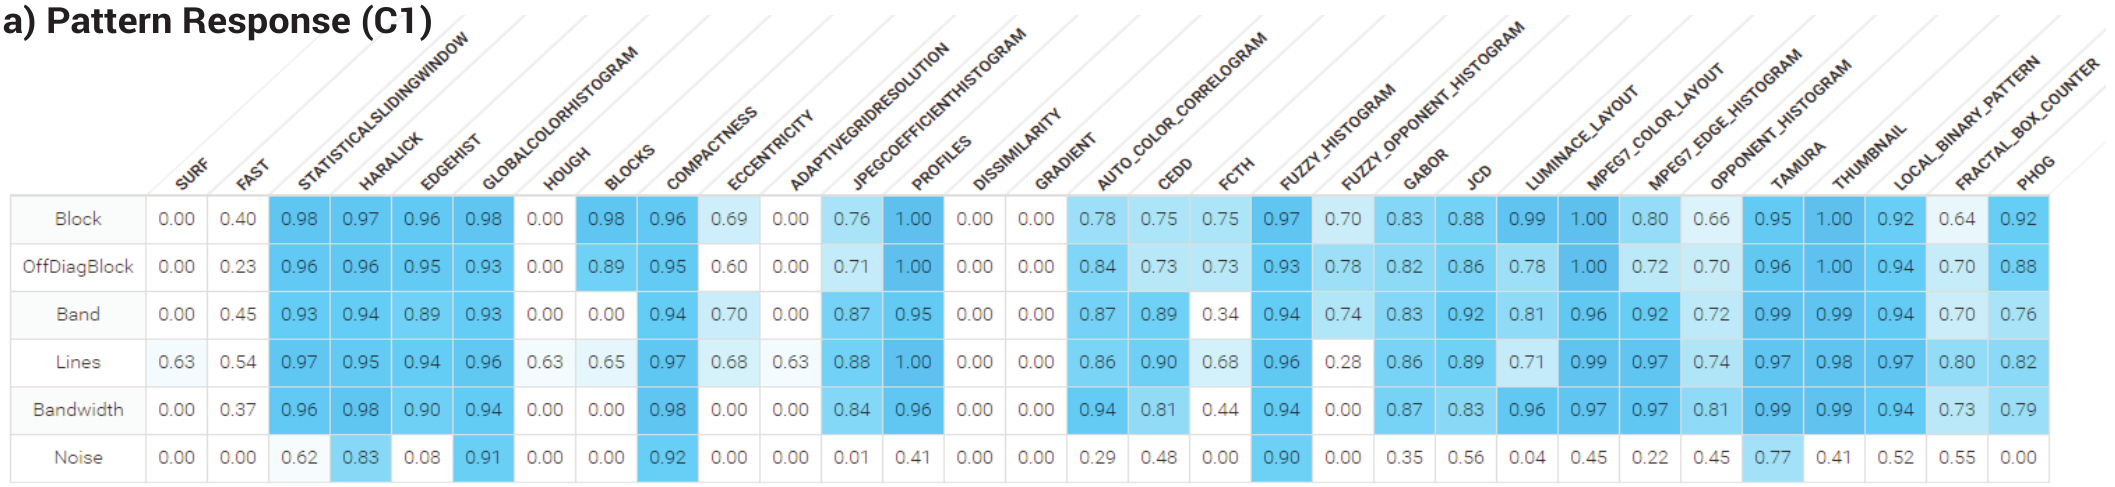 a) Pattern Response (C1)
SURF FAST STATISTICALSLIDINGWINDOW HARALICK EDGEHIST GLOBALCOLORHISTOGRAM HOUGH BLOCKS COMPACTNESS ECCENTRICITY ADAPTIVEGRIDRESOLUTION JPEGCOEFFICIENTHISTOGRAM PROFILES DISSIMILARITY GRADIENT AUTO_COLOR_CORRELOGRAM CEDD FCTH FUZZY_HISTOGRAM FUZZY_OPPONENT_HISTOGRAM GABOR JCD LUMINACE_LAYOUT MPEG7_COLOR_LAYOUT MPEG7_EDGE_HISTOGRAM OPPONENT_HISTOGRAM TAMURA THUMBNAIL LOCAL_BINARY_PATTERN FRACTAL_BOX_COUNTER PHOG
Block 0.00 0.40 0.98 0.97 0.96 0.98 0.00 0.98 0.96 0.69 0.00 0.76 1.00 0.00 0.00 0.78 0.75 0.75 0.97 0.70 0.83 0.88 0.99 1.00 0.80 0.66 0.95 1.00 0.92 0.64 0.92
OffDiagBlock 0.00 0.23 0.96 0.96 0.95 0.93 0.00 0.89 0.95 0.60 0.00 0.71 1.00 0.00 0.00 0.84 0.73 0.73 0.93 0.78 0.82 0.86 0.78 1.00 0.72 0.70 0.96 1.00 0.94 0.70 0.88
Band 0.00 0.45 0.93 0.94 0.89 0.93 0.00 0.00 0.94 0.70 0.00 0.87 0.95 0.00 0.00 0.87 0.89 0.34 0.94 0.74 0.83 0.92 0.81 0.96 0.92 0.72 0.99 0.99 0.94 0.70 0.76
Lines 0.63 0.54 0.97 0.95 0.94 0.96 0.63 0.65 0.97 0.68 0.63 0.88 1.00 0.00 0.00 0.86 0.90 0.68 0.96 0.28 0.86 0.89 0.71 0.99 0.97 0.74 0.97 0.98 0.97 0.80 0.82
Bandwidth 0.00 0.37 0.96 0.98 0.90 0.94 0.00 0.00 0.98 0.00 0.00 0.84 0.96 0.00 0.00 0.94 0.81 0.44 0.94 0.00 0.87 0.83 0.96 0.97 0.97 0.81 0.99 0.99 0.94 0.73 0.79
Noise 0.00 0.00 0.62 0.83 0.08 0.91 0.00 0.00 0.92 0.00 0.00 0.01 0.41 0.00 0.00 0.29 0.48 0.00 0.90 0.00 0.35 0.56 0.04 0.45 0.22 0.45 0.77 0.41 0.52 0.55 0.00